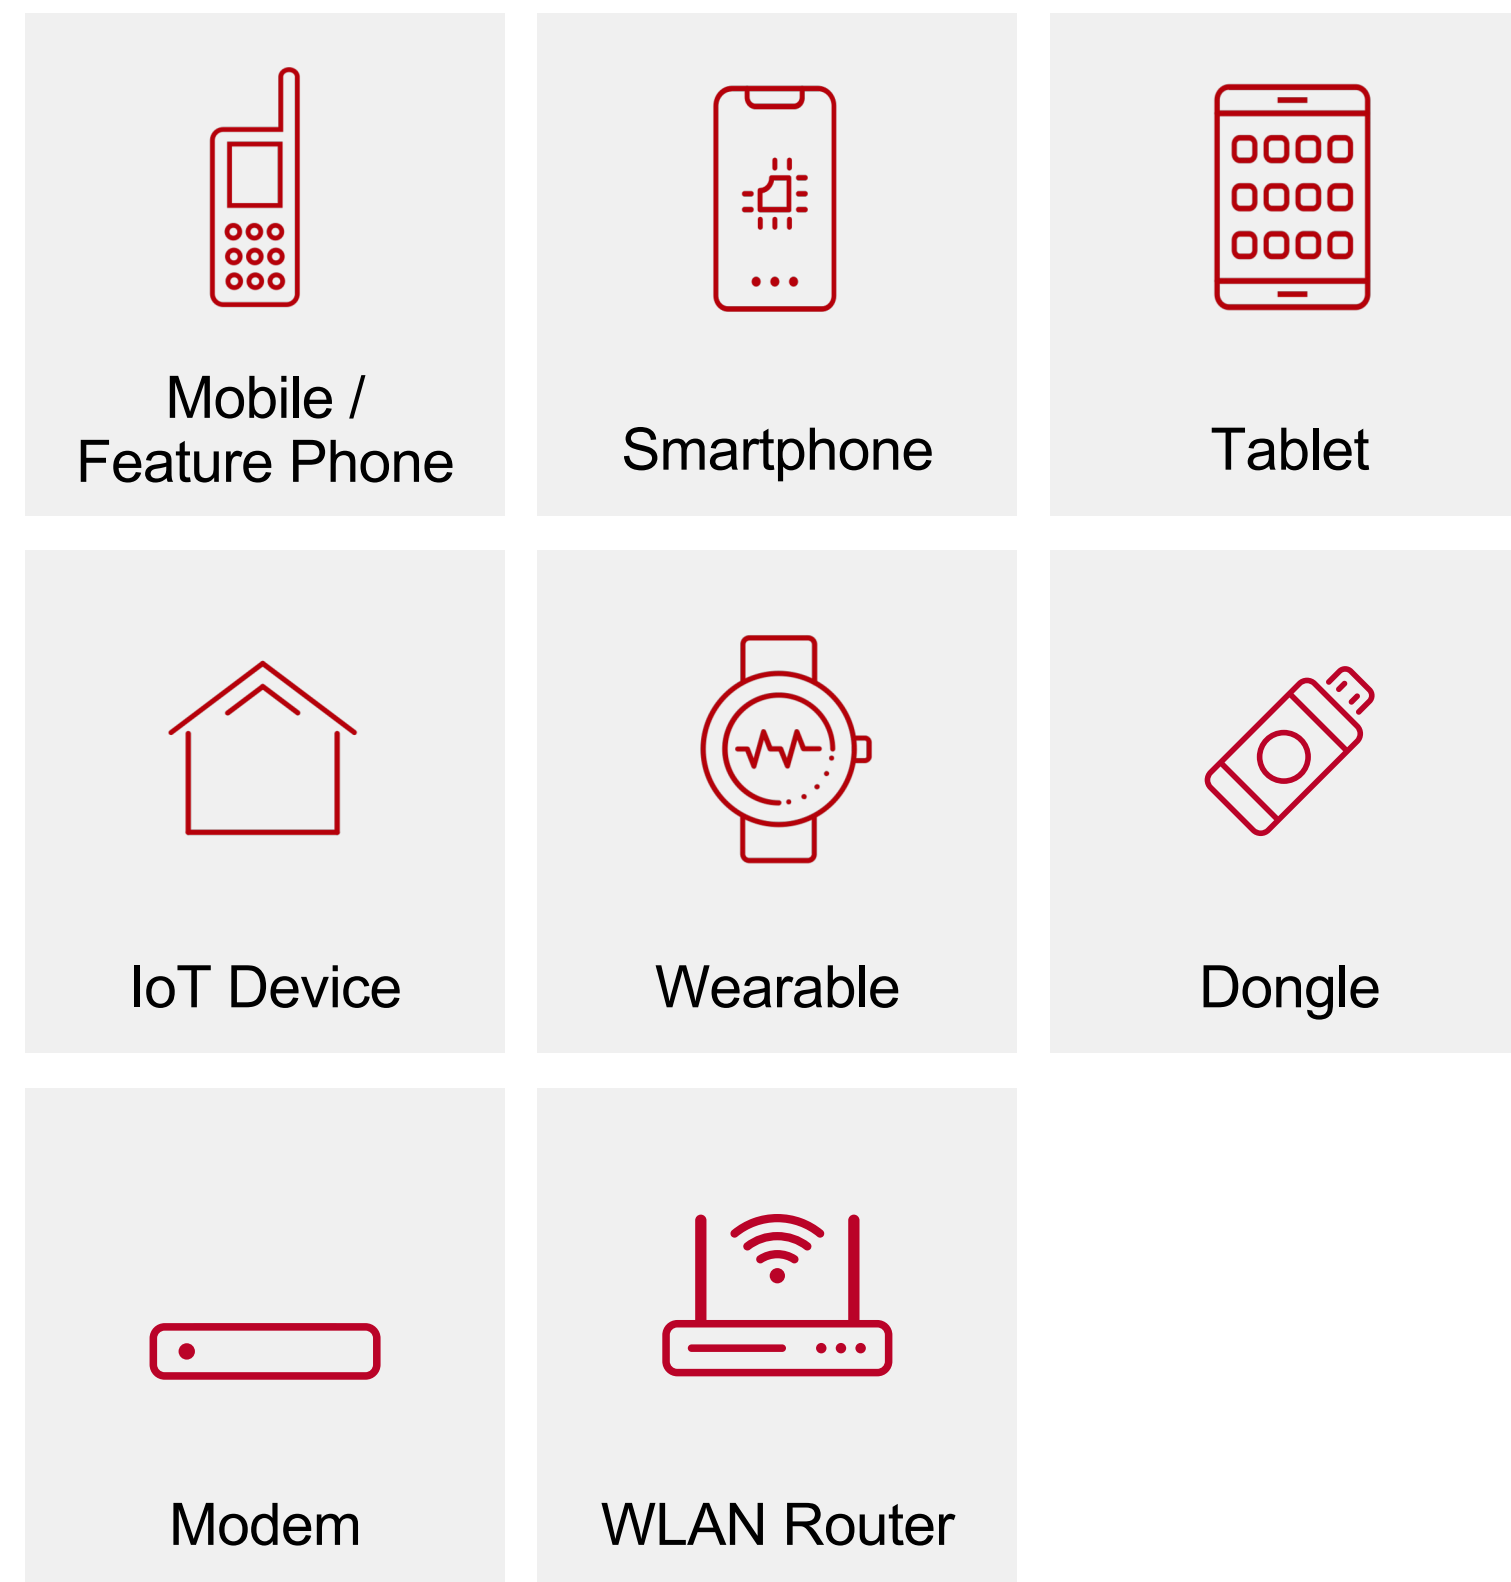 Mobile /
Feature Phone
Smartphone
Tablet
IoT Device
Wearable
Dongle
Modem
WLAN Router